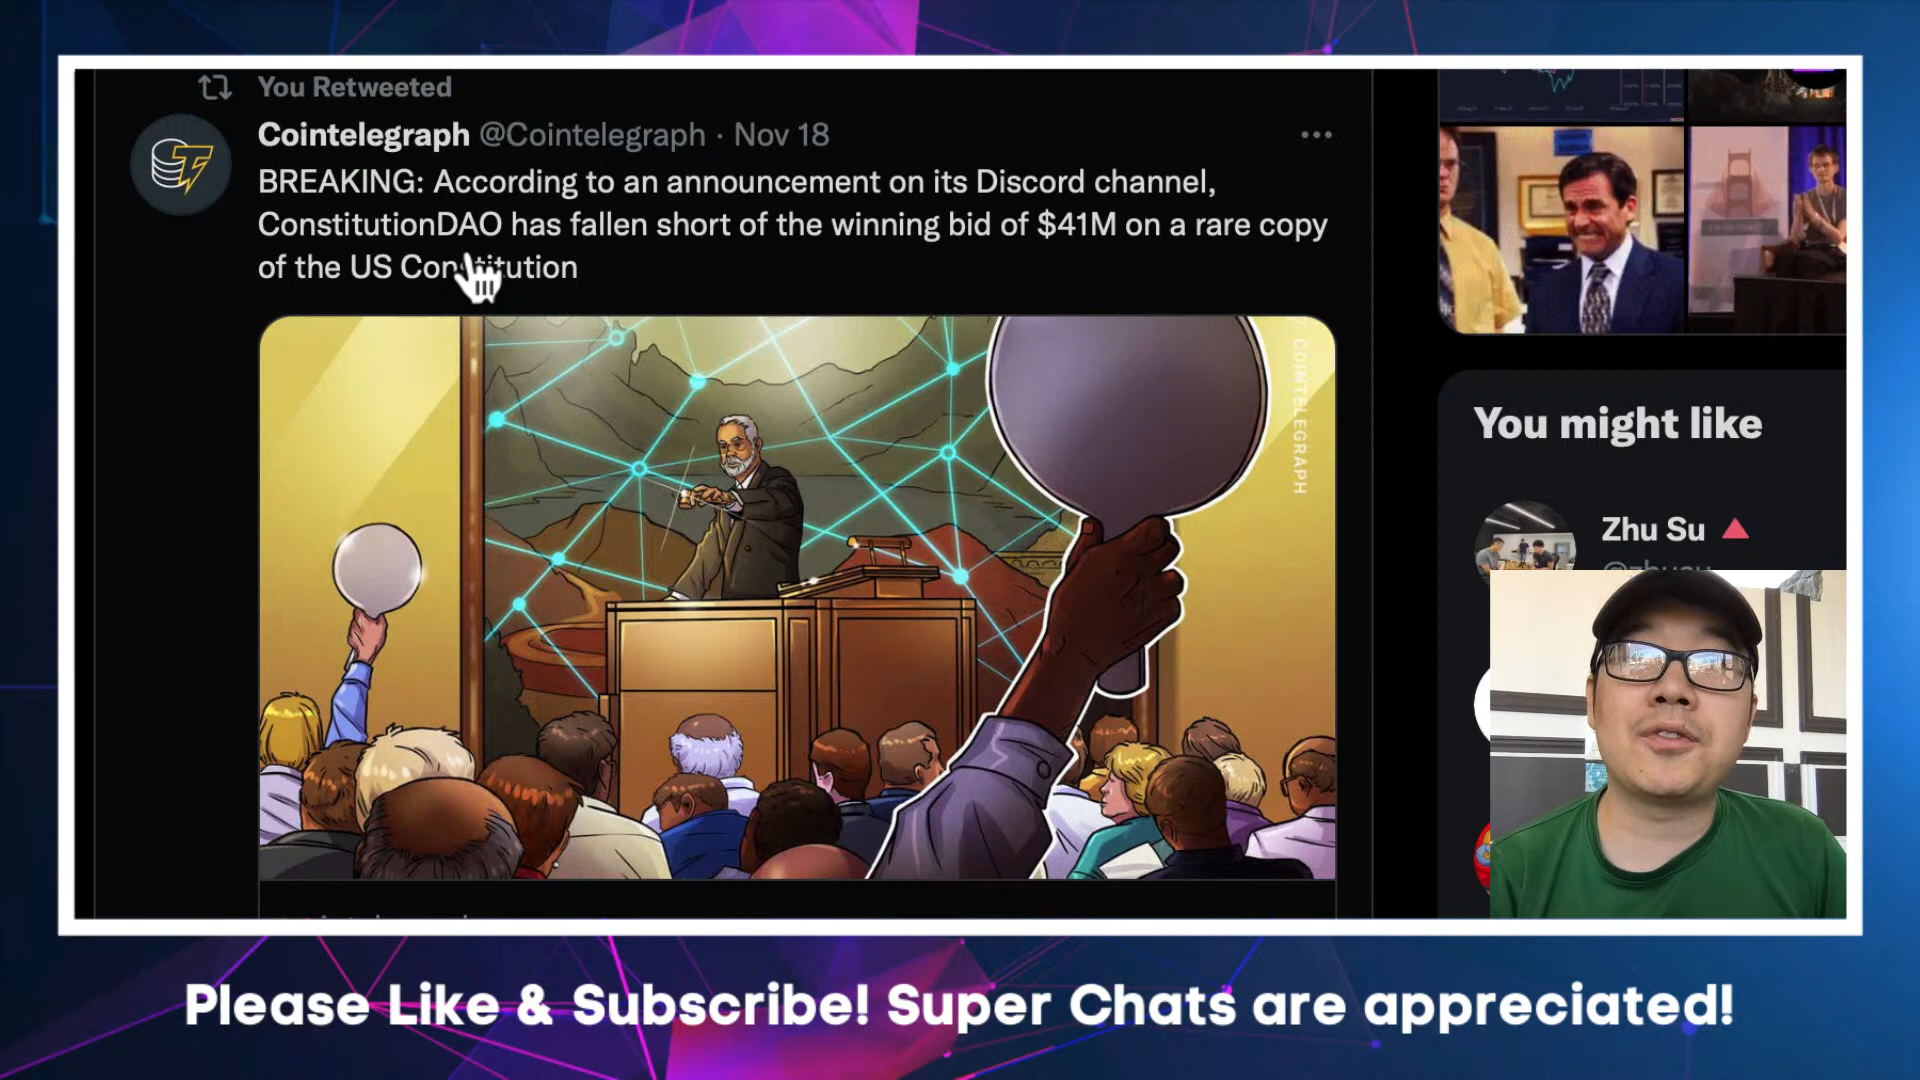 You Retweeted
Cointelegraph @Cointelegraph · Nov 18
BREAKING: According to an announcement on its Discord channel,
ConstitutionDAO has fallen short of the winning bid of $41M on a rare copy
of the US Constitution
COINTELEGRAPH
You might like
Zhu Su
Please Like & Subscribe! Super Chats are appreciated!